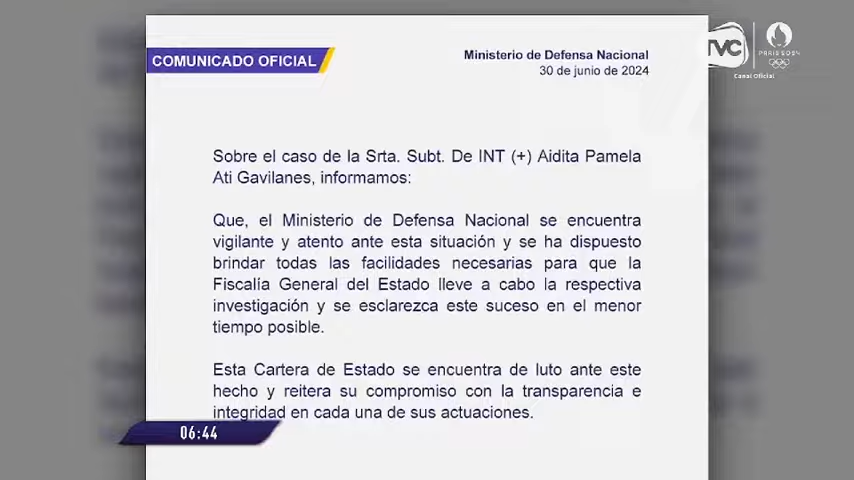 COMUNICADO OFICIAL
Ministerio de Defensa Nacional
30 de junio de 2024
TVC
PARIS 2024
Canal Oficial
Sobre el caso de la Srta. Subt. De INT (+) Aidita Pamela
Ati Gavilanes, informamos:
Que, el Ministerio de Defensa Nacional se encuentra
vigilante y atento ante esta situación y se ha dispuesto
brindar todas las facilidades necesarias para que la
Fiscalía General del Estado lleve a cabo la respectiva
investigación y se esclarezca este suceso en el menor
tiempo posible.
Esta Cartera de Estado se encuentra de luto ante este
hecho y reitera su compromiso con la transparencia e
integridad en cada una de sus actuaciones.
06:44